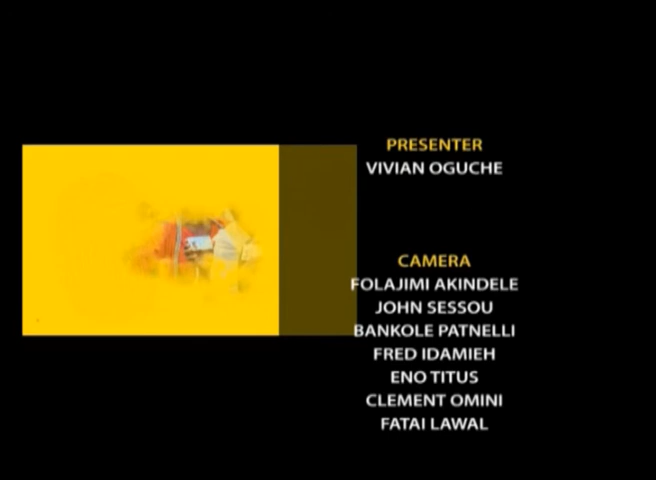 PRESENTER
VIVIAN OGUCHE
CAMERA
FOLAJIMI AKINDELE
JOHN SESSOU
BANKOLE PATNELLI
FRED IDAMIEH
ENO TITUS
CLEMENT OMINI
FATAI LAWAL